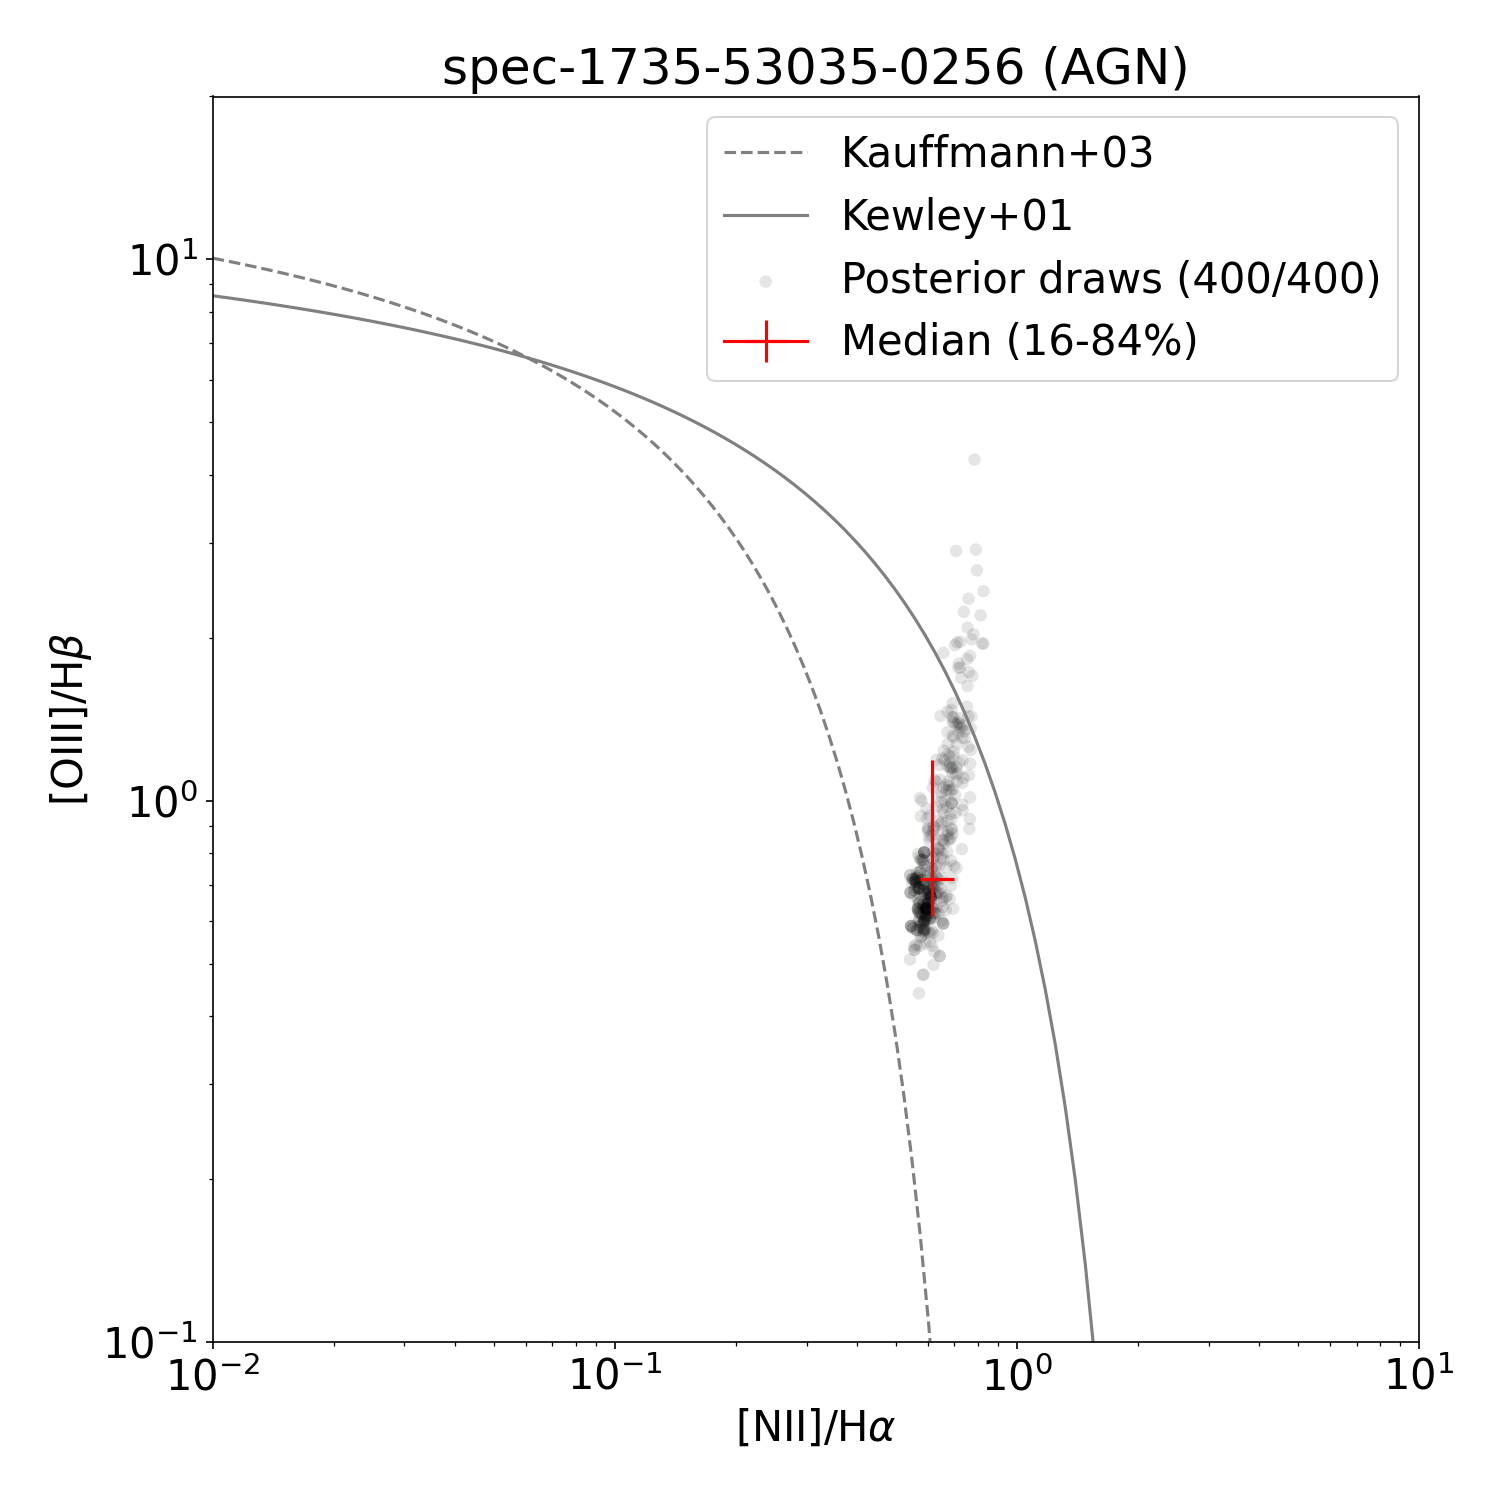 spec-1735-53035-0256 (AGN)
Kauffmann+03
Kewley+01
Posterior draws (400/400)
Median (16-84%)
10¹
10⁰
10⁻¹
[OIII]/Hβ
10⁻² 10⁻¹ 10⁰ 10¹
[NII]/Hα